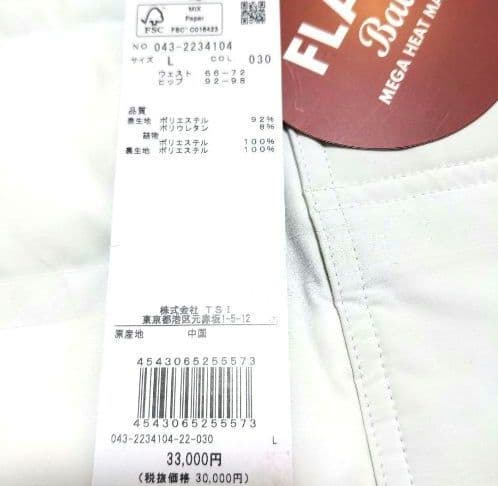 MIX
Paper
FSC
FSC® C016423
NO 043-2234104
サイズ L COL 030
ウエスト 66-72
ヒップ 92-98
品質
表生地 ポリエステル 92%
ポリウレタン 8%
詰物
ポリエステル 100%
裏生地 ポリエステル 100%
株式会社 TSI
東京都港区元赤坂1-5-12
原産地 中国
4543065255573
4543065255573
043-2234104-22-030 L
33,000円
(税抜価格 30,000円)
MEGA HEAT